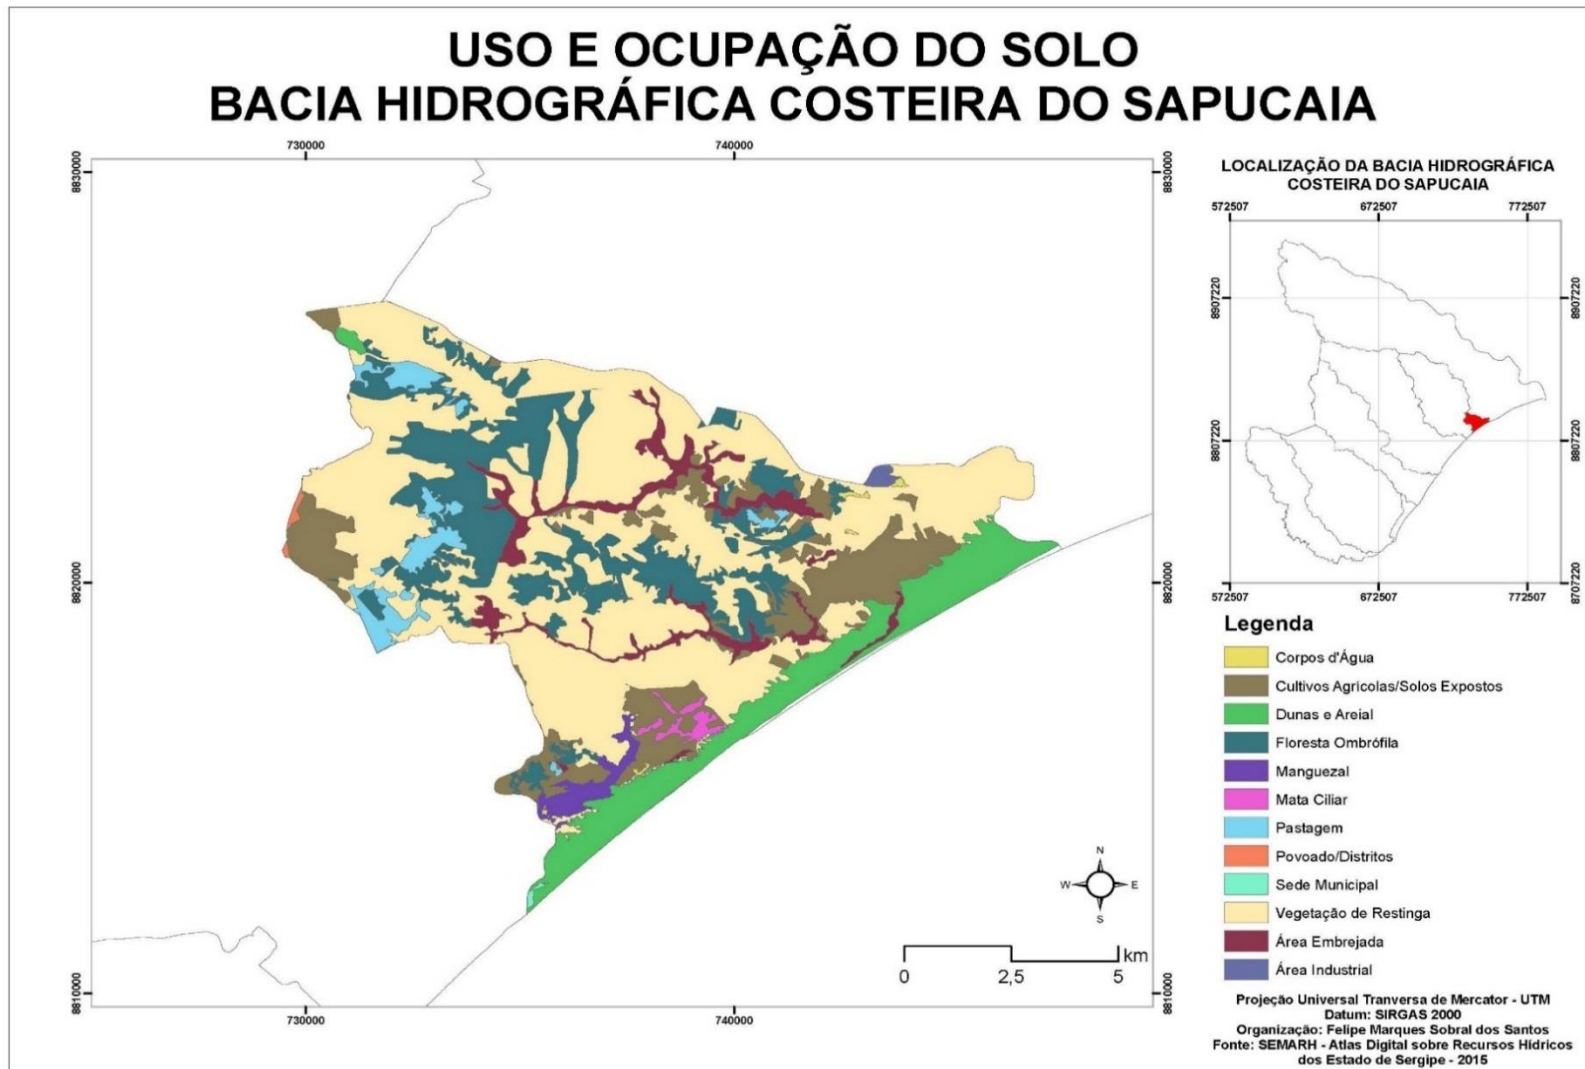 USO E OCUPAÇÃO DO SOLO
BACIA HIDROGRÁFICA COSTEIRA DO SAPUCAIA
730000
740000
8830000
8830000
8820000
8820000
8810000
8810000
730000
740000
N
W
E
S
km
0
2,5
5
LOCALIZAÇÃO DA BACIA HIDROGRÁFICA
COSTEIRA DO SAPUCAIA
572507
672507
772507
8907220
8907220
8807220
8807220
8707220
572507
672507
772507
Legenda
Corpos d'Água
Cultivos Agrícolas/Solos Expostos
Dunas e Areial
Floresta Ombrófila
Manguezal
Mata Ciliar
Pastagem
Povoado/Distritos
Sede Municipal
Vegetação de Restinga
Área Embrejada
Área Industrial
Projeção Universal Tranversa de Mercator - UTM
Datum: SIRGAS 2000
Organização: Felipe Marques Sobral dos Santos
Fonte: SEMARH - Atlas Digital sobre Recursos Hídricos
dos Estado de Sergipe - 2015